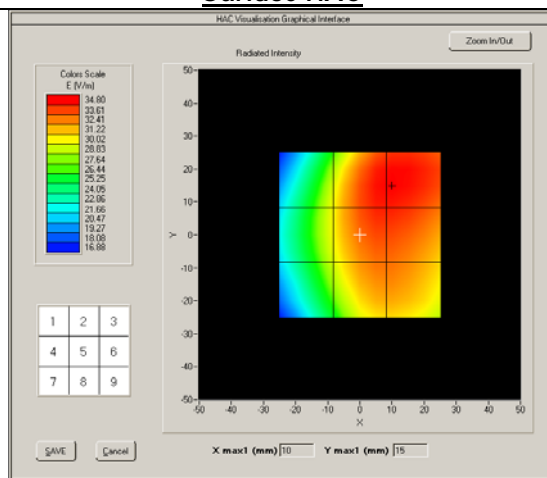 HAC Visualisation Graphical Interface
Zoom In/Out
Radiated Intensity
Colors Scale
E (V/m)
34.80
33.61
32.41
31.22
30.02
28.83
27.64
26.44
25.25
24.05
22.86
21.66
20.47
19.27
18.08
16.88
50
40
30
20
10
0
-10
-20
-30
-40
-50
Y
-50 -40 -30 -20 -10 0 10 20 30 40 50
X
1 2 3
4 5 6
7 8 9
SAVE Cancel
X max1 (mm) 10 Y max1 (mm) 15